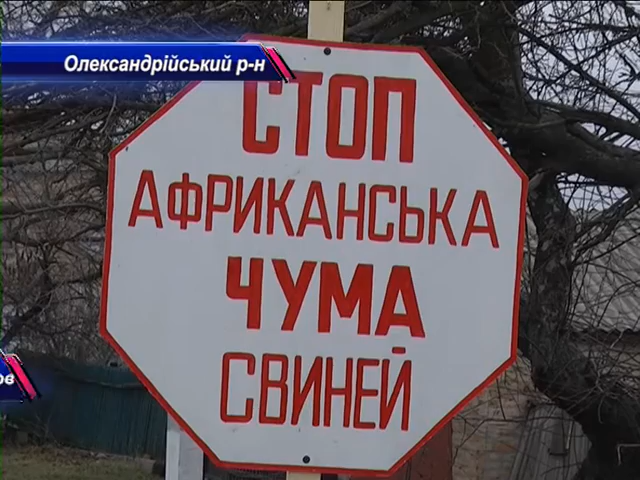 Олександрійський р-н
СТОП
АФРИКАНСЬКА
ЧУМА
СВИНЕЙ